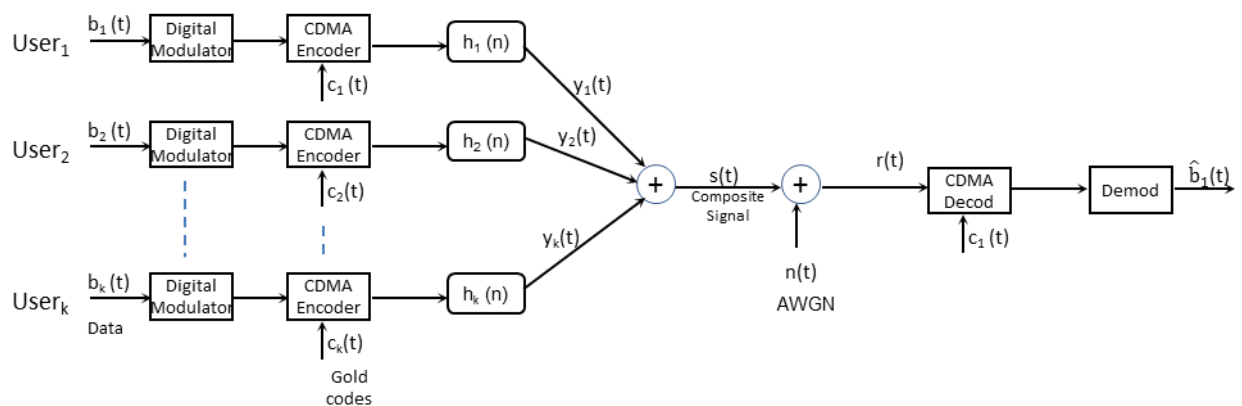 User₁
b₁ (t)
Digital
Modulator
CDMA
Encoder
c₁ (t)
h₁ (n)
y₁(t)
User₂
b₂ (t)
Digital
Modulator
CDMA
Encoder
c₂(t)
h₂ (n)
y₂(t)
+
s(t)
Composite
Signal
+
n(t)
AWGN
r(t)
CDMA
Decod
c₁ (t)
Demod
b̂₁(t)
Userₖ
bₖ (t)
Data
Digital
Modulator
CDMA
Encoder
cₖ(t)
Gold
codes
hₖ (n)
yₖ(t)